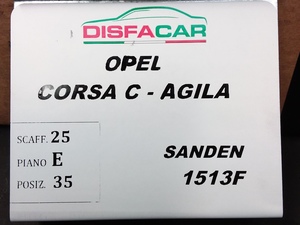 DISFACAR
OPEL
CORSA C - AGILA
SCAFF. 25
PIANO E
POSIZ. 35
SANDEN
1513F